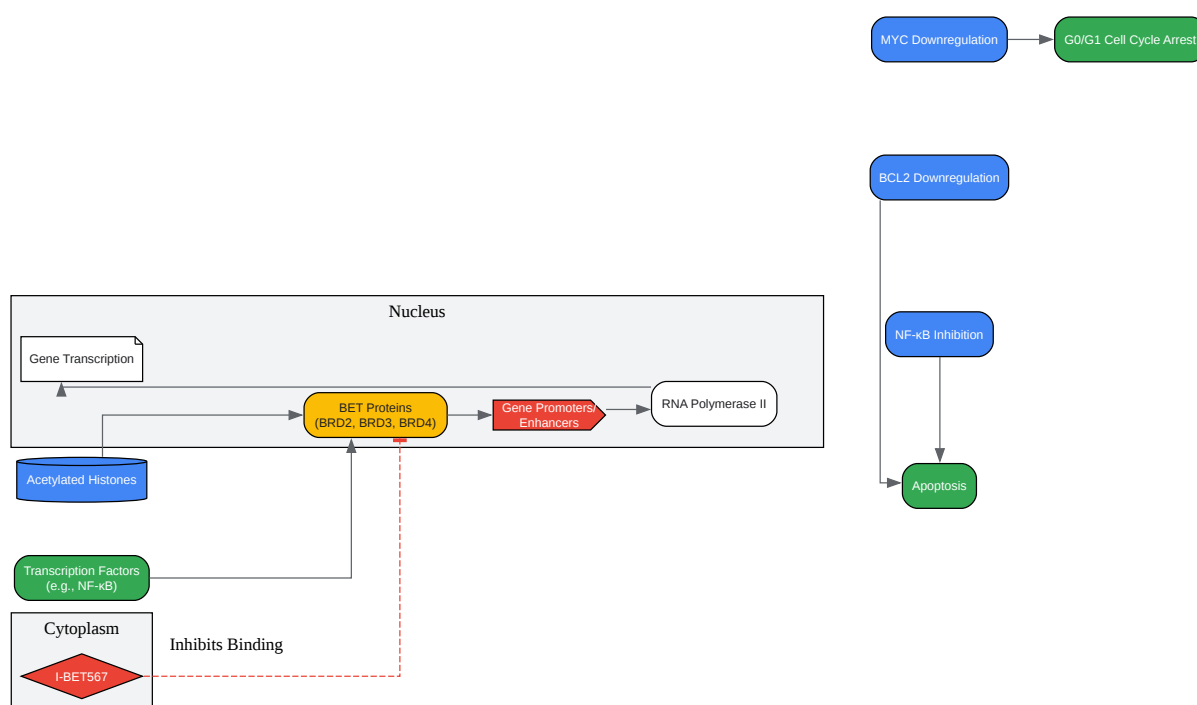 MYC Downregulation
G0/G1 Cell Cycle Arrest
BCL2 Downregulation
Nucleus
NF-κB Inhibition
Gene Transcription
BET Proteins
(BRD2, BRD3, BRD4)
Gene Promoters/
Enhancers
RNA Polymerase II
Acetylated Histones
Apoptosis
Transcription Factors
(e.g., NF-κB)
Cytoplasm
Inhibits Binding
I-BET567